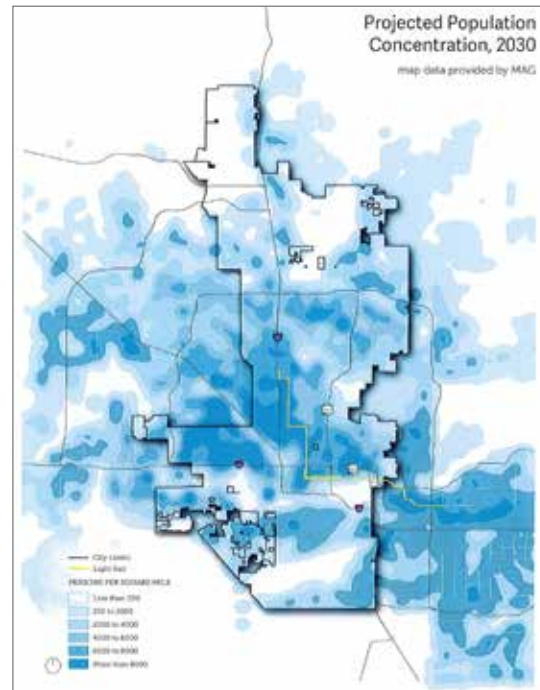 Projected Population
Concentration, 2030
map data provided by MAG
City Limits
Light Rail
PERSONS PER SQUARE MILE
Less than 250
250 to 2000
2000 to 4000
4000 to 6000
6000 to 8000
More than 8000